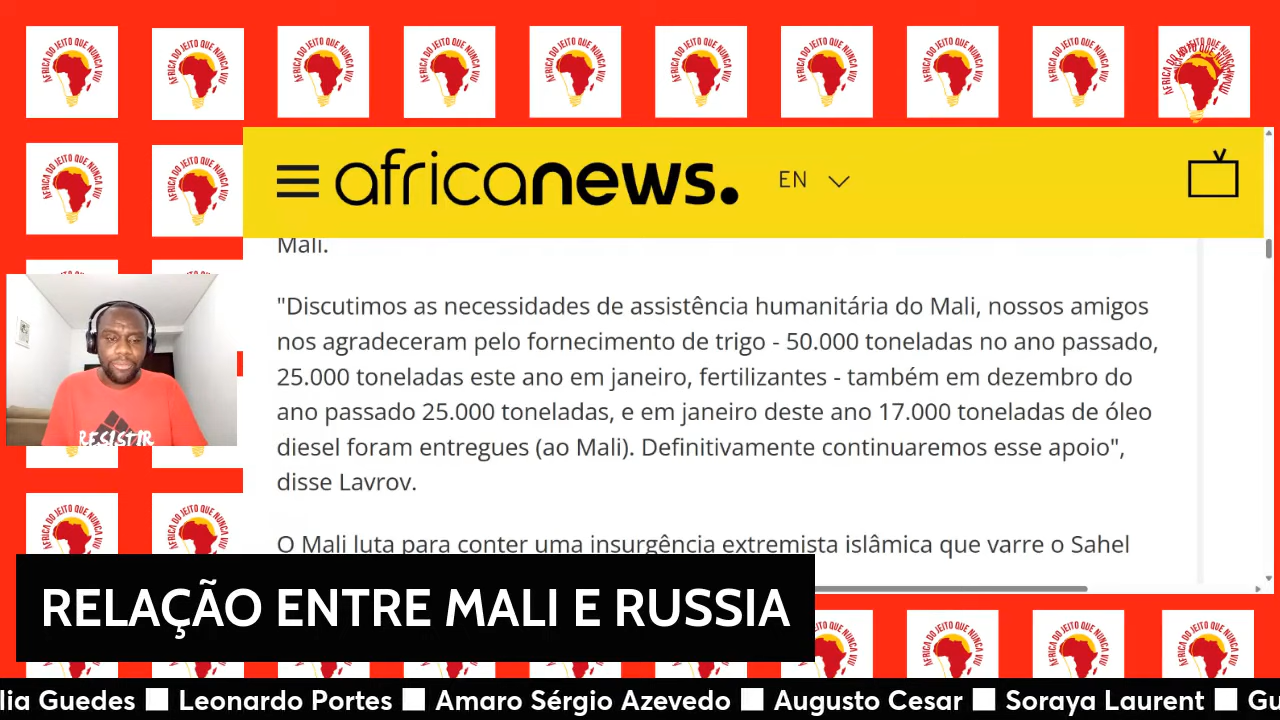 ÁFRICA DO JEITO QUE NUNCA VIU
africanews.
EN
Mali.
"Discutimos as necessidades de assistência humanitária do Mali, nossos amigos
nos agradeceram pelo fornecimento de trigo - 50.000 toneladas no ano passado,
25.000 toneladas este ano em janeiro, fertilizantes - também em dezembro do
ano passado 25.000 toneladas, e em janeiro deste ano 17.000 toneladas de óleo
diesel foram entregues (ao Mali). Definitivamente continuaremos esse apoio",
disse Lavrov.
O Mali luta para conter uma insurgência extremista islâmica que varre o Sahel
RESISTIR
RELAÇÃO ENTRE MALI E RUSSIA
lia Guedes ■ Leonardo Portes ■ Amaro Sérgio Azevedo ■ Augusto Cesar ■ Soraya Laurent ■ Gu